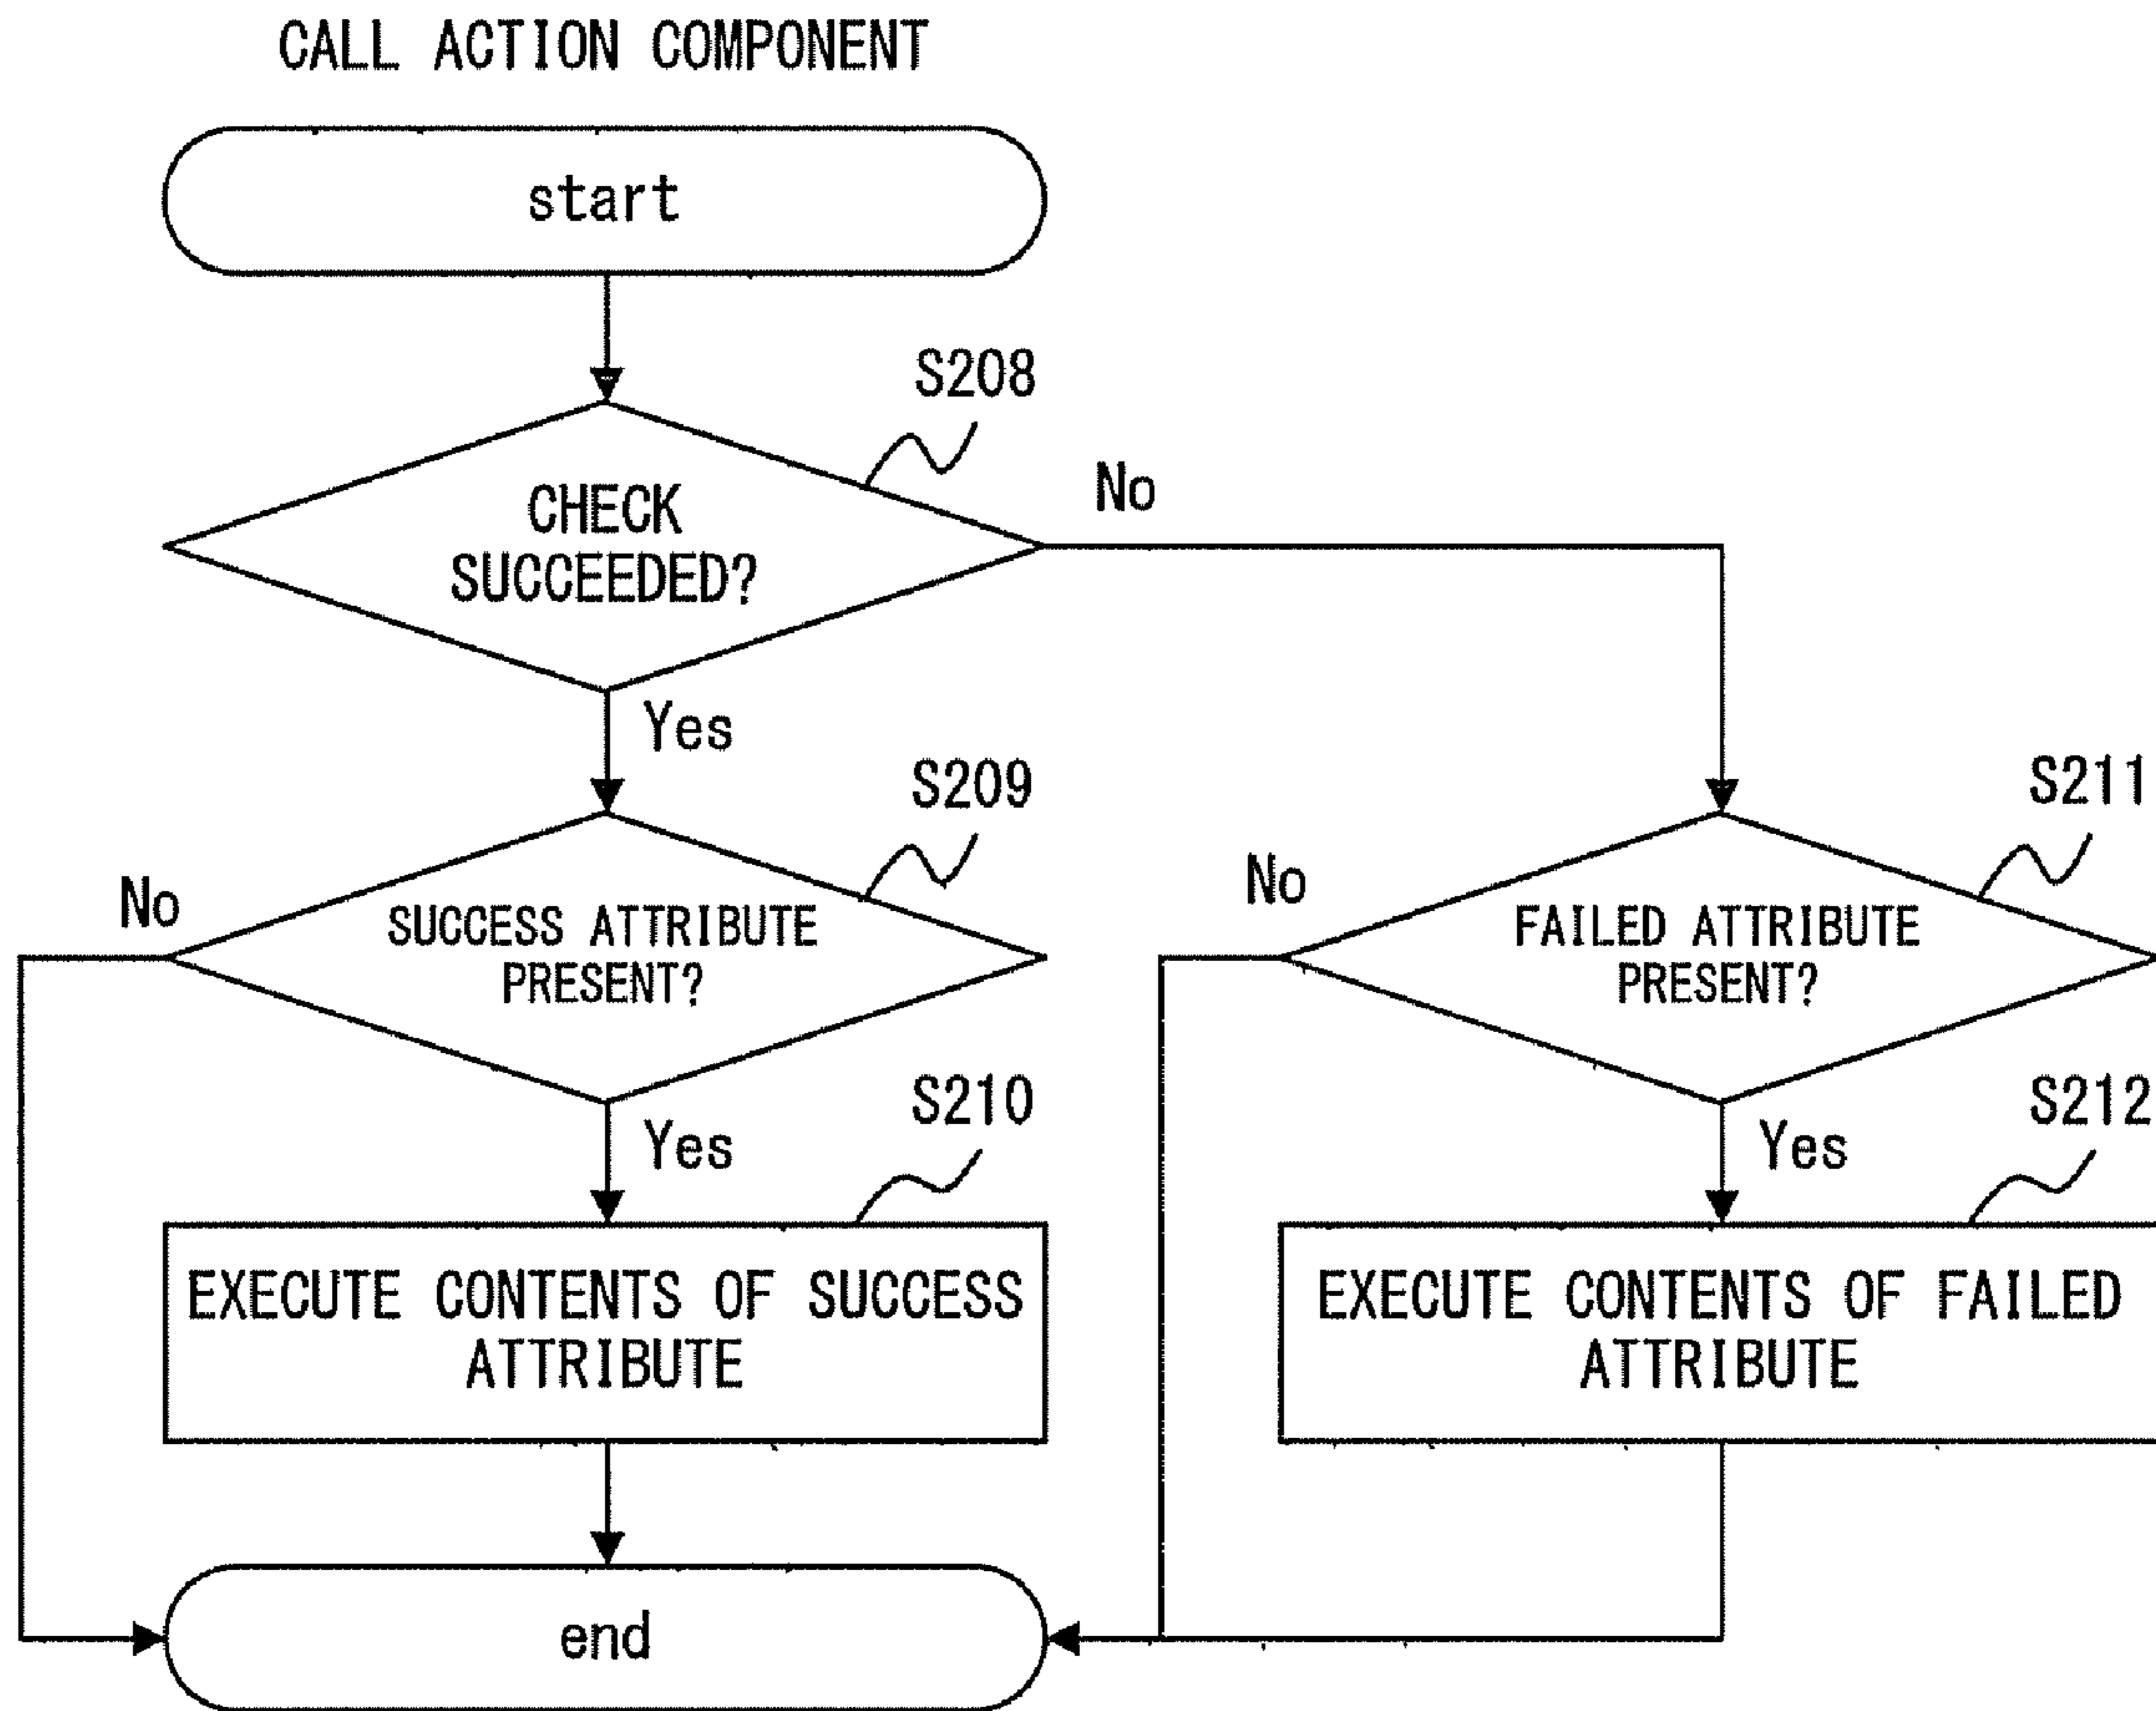 CALL ACTION COMPONENT
start
S208
CHECK
SUCCEEDED?
No
Yes
S209
No
SUCCESS ATTRIBUTE
PRESENT?
S211
No
FAILED ATTRIBUTE
PRESENT?
Yes
S210
Yes
S212
EXECUTE CONTENTS OF SUCCESS
ATTRIBUTE
EXECUTE CONTENTS OF FAILED
ATTRIBUTE
end